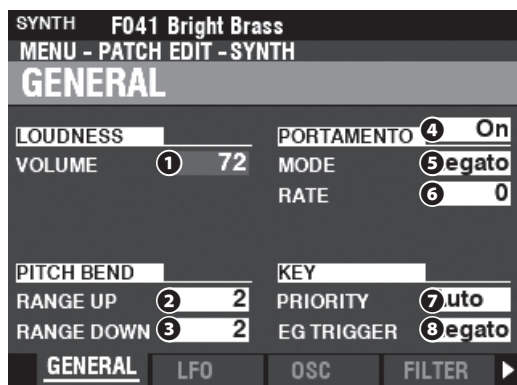 SYNTH F041 Bright Brass
MENU - PATCH EDIT - SYNTH
GENERAL
LOUDNESS
VOLUME 1 72
PORTAMENTO 4 On
MODE 5 egato
RATE 6 0
PITCH BEND
RANGE UP 2 2
RANGE DOWN 3 2
KEY
PRIORITY 7 uto
EG TRIGGER 8 egato
GENERAL LFO OSC FILTER